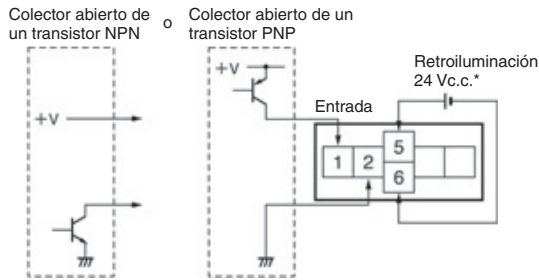 Colector abierto de
un transistor NPN
o
Colector abierto de un
transistor PNP
Retroiluminación
24 Vc.c.*
+V
Entrada
+V
5
1 2
6